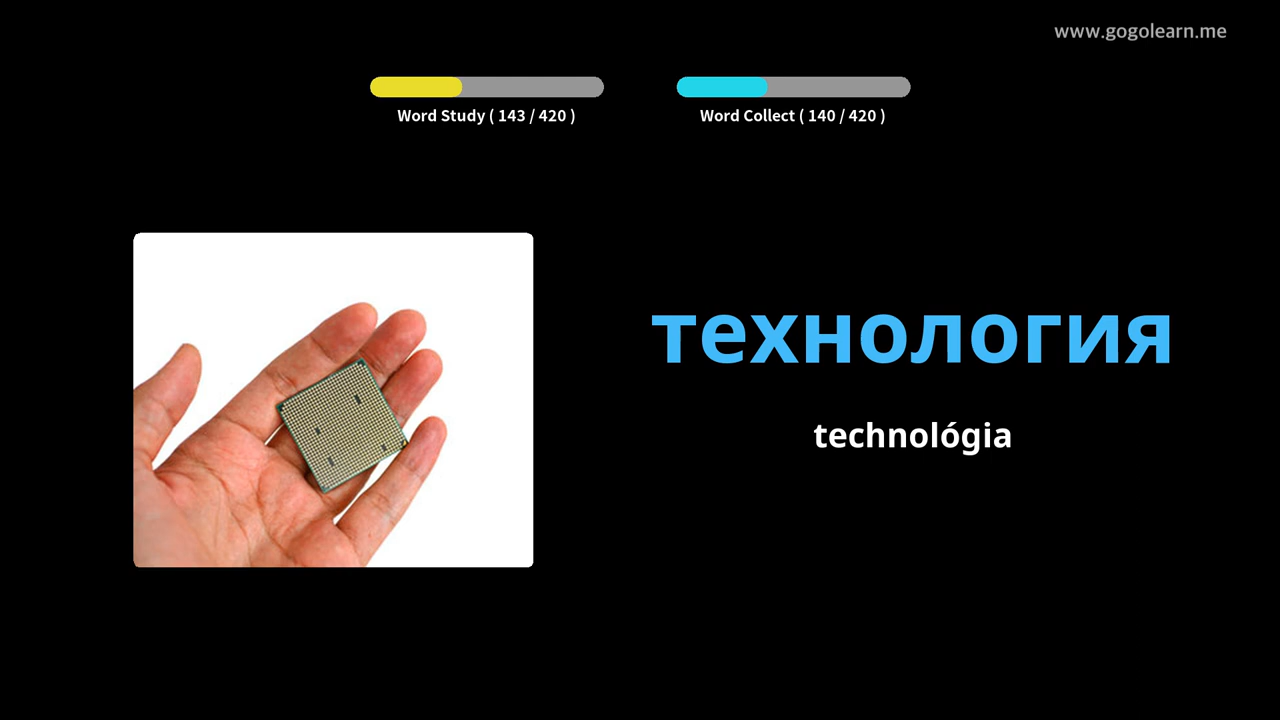 www.gogolearn.me
Word Study ( 143 / 420 )
Word Collect ( 140 / 420 )
технология
technológia